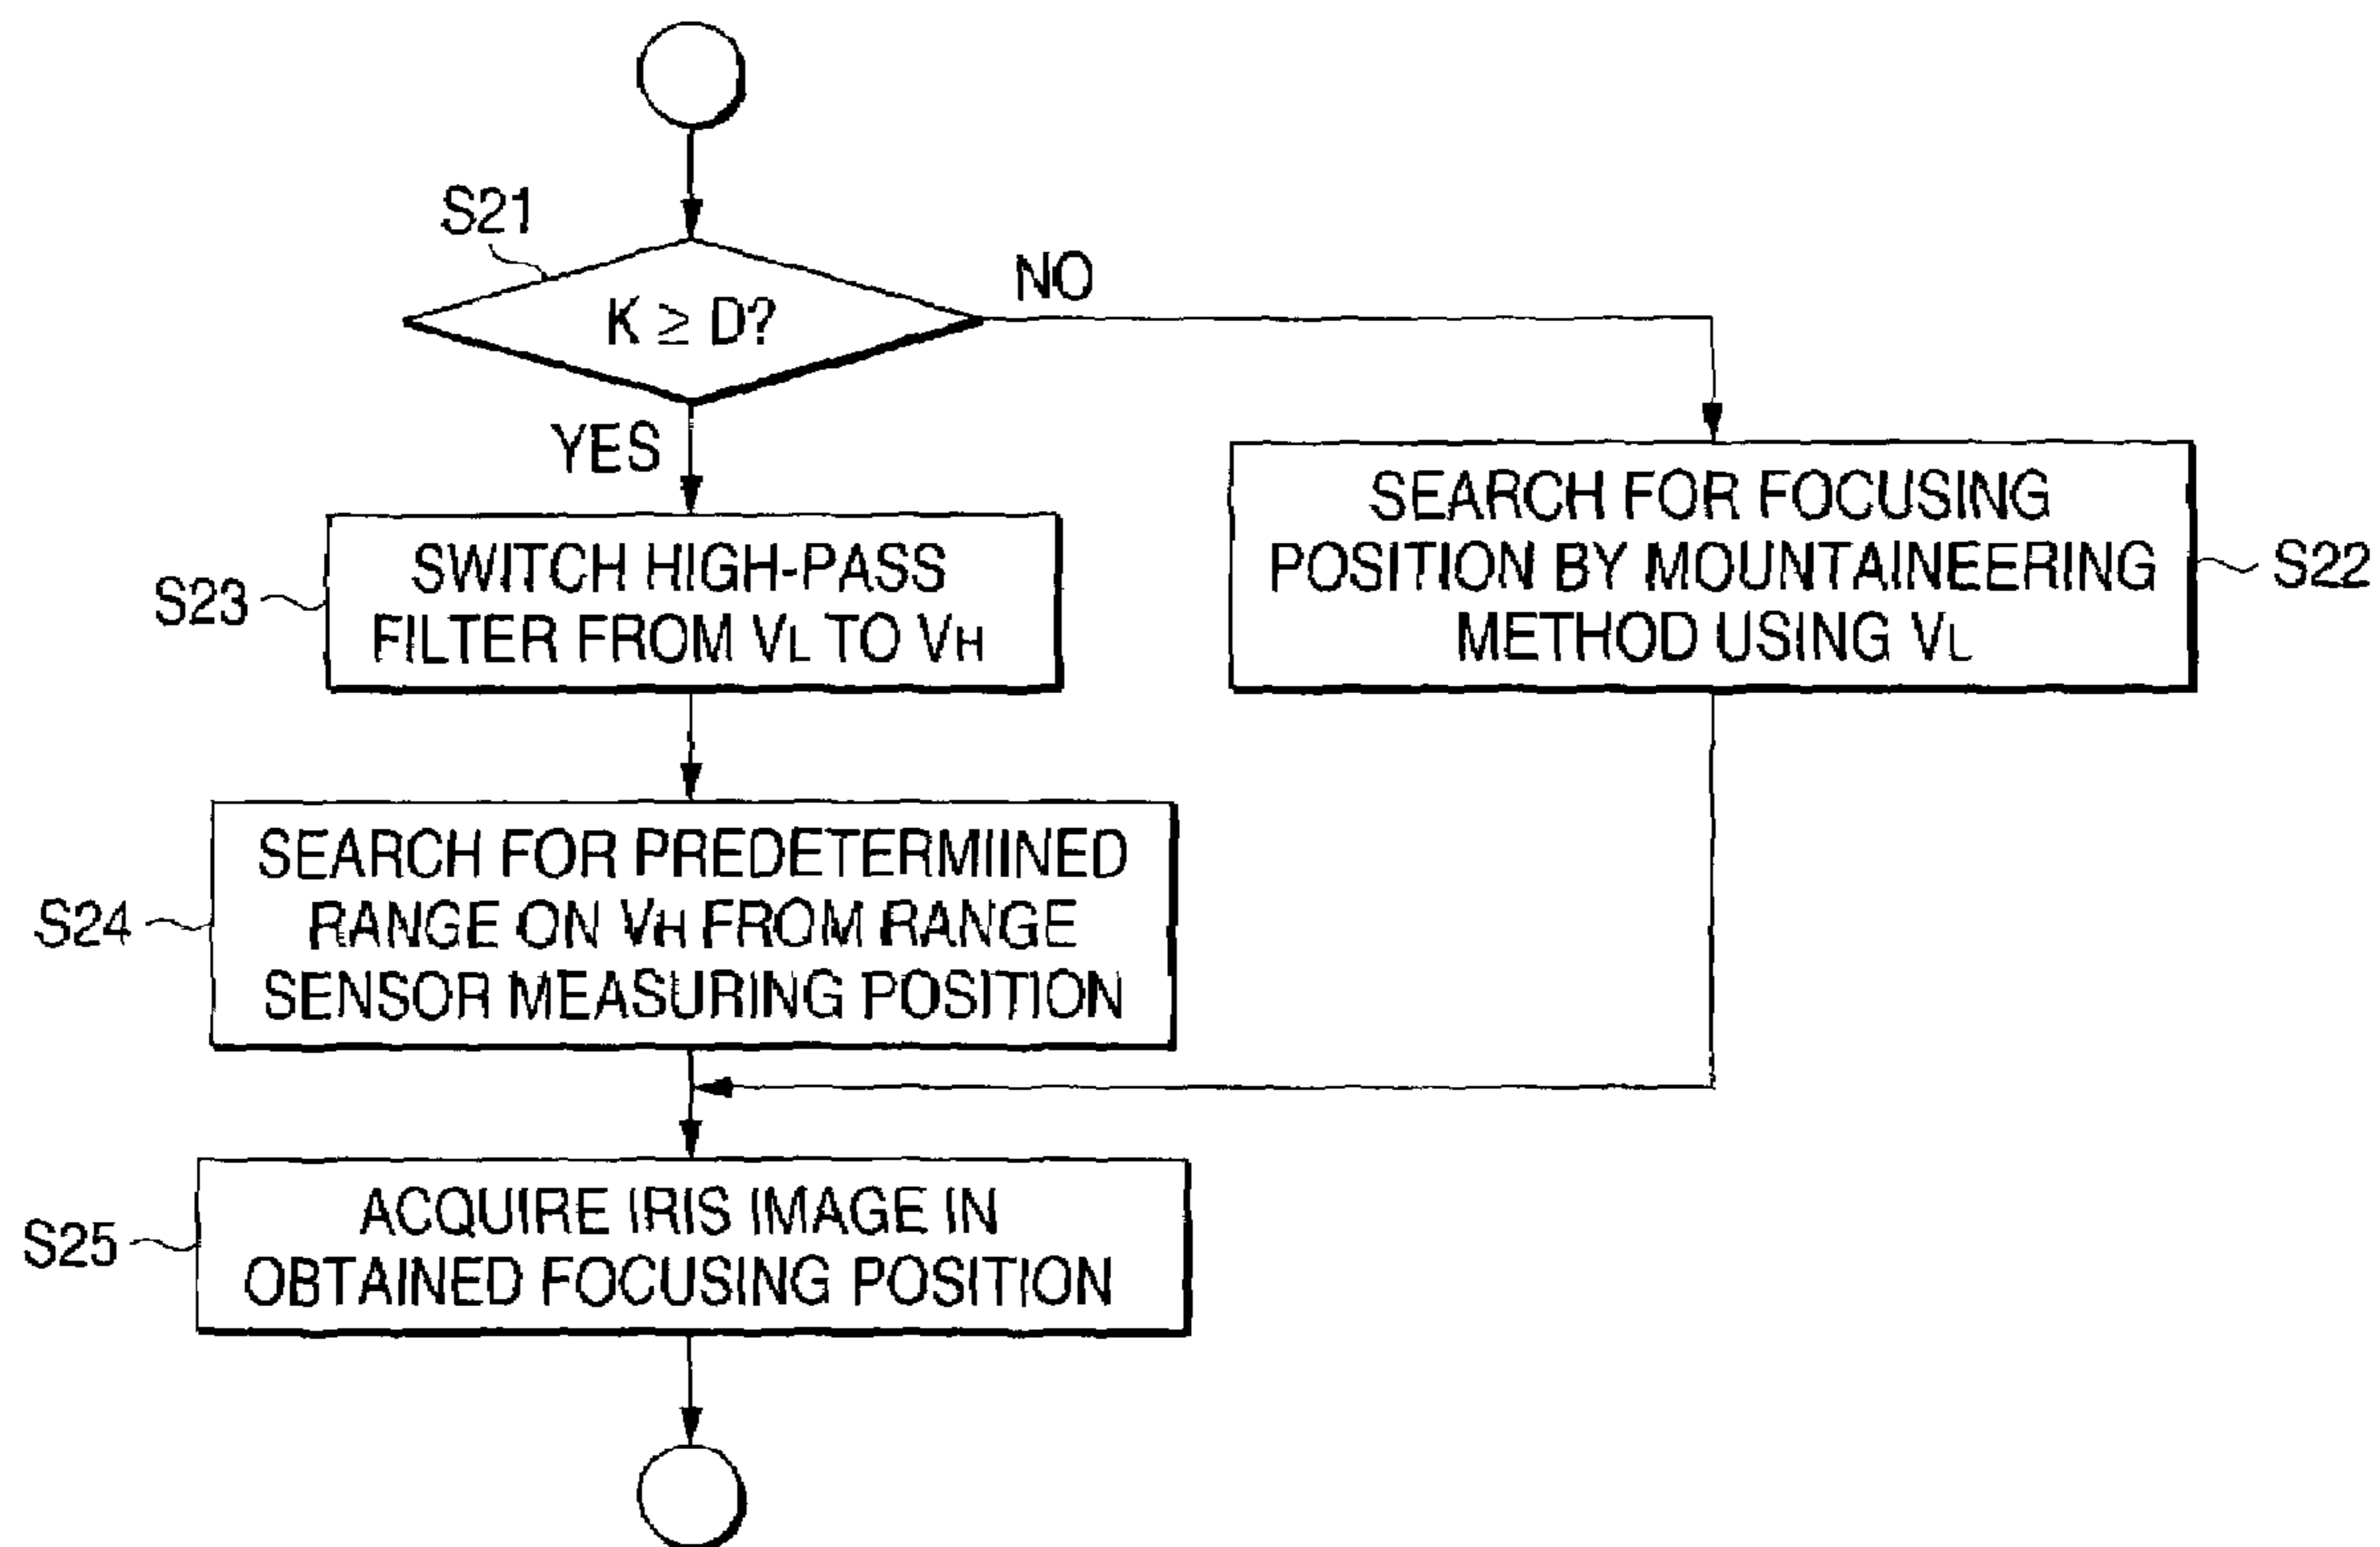 S21
K ≥ D?
NO
YES
SEARCH FOR FOCUSING
POSITION BY MOUNTAINEERING
METHOD USING VL
S22
S23
SWITCH HIGH-PASS
FILTER FROM VL TO VH
S24
SEARCH FOR PREDETERMIINED
RANGE ON VH FROM RANGE
SENSOR MEASURING POSITION
S25
ACQUIRE IRIS IMAGE IN
OBTAINED FOCUSING POSITION